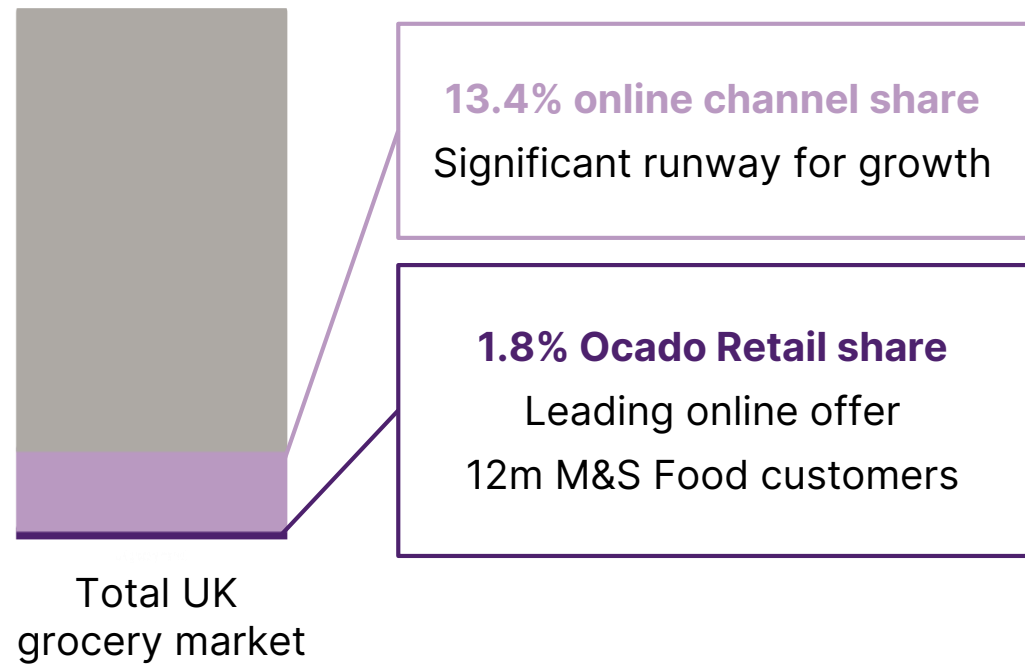 13.4% online channel share
Significant runway for growth
1.8% Ocado Retail share
Leading online offer
12m M&S Food customers
Total UK
grocery market